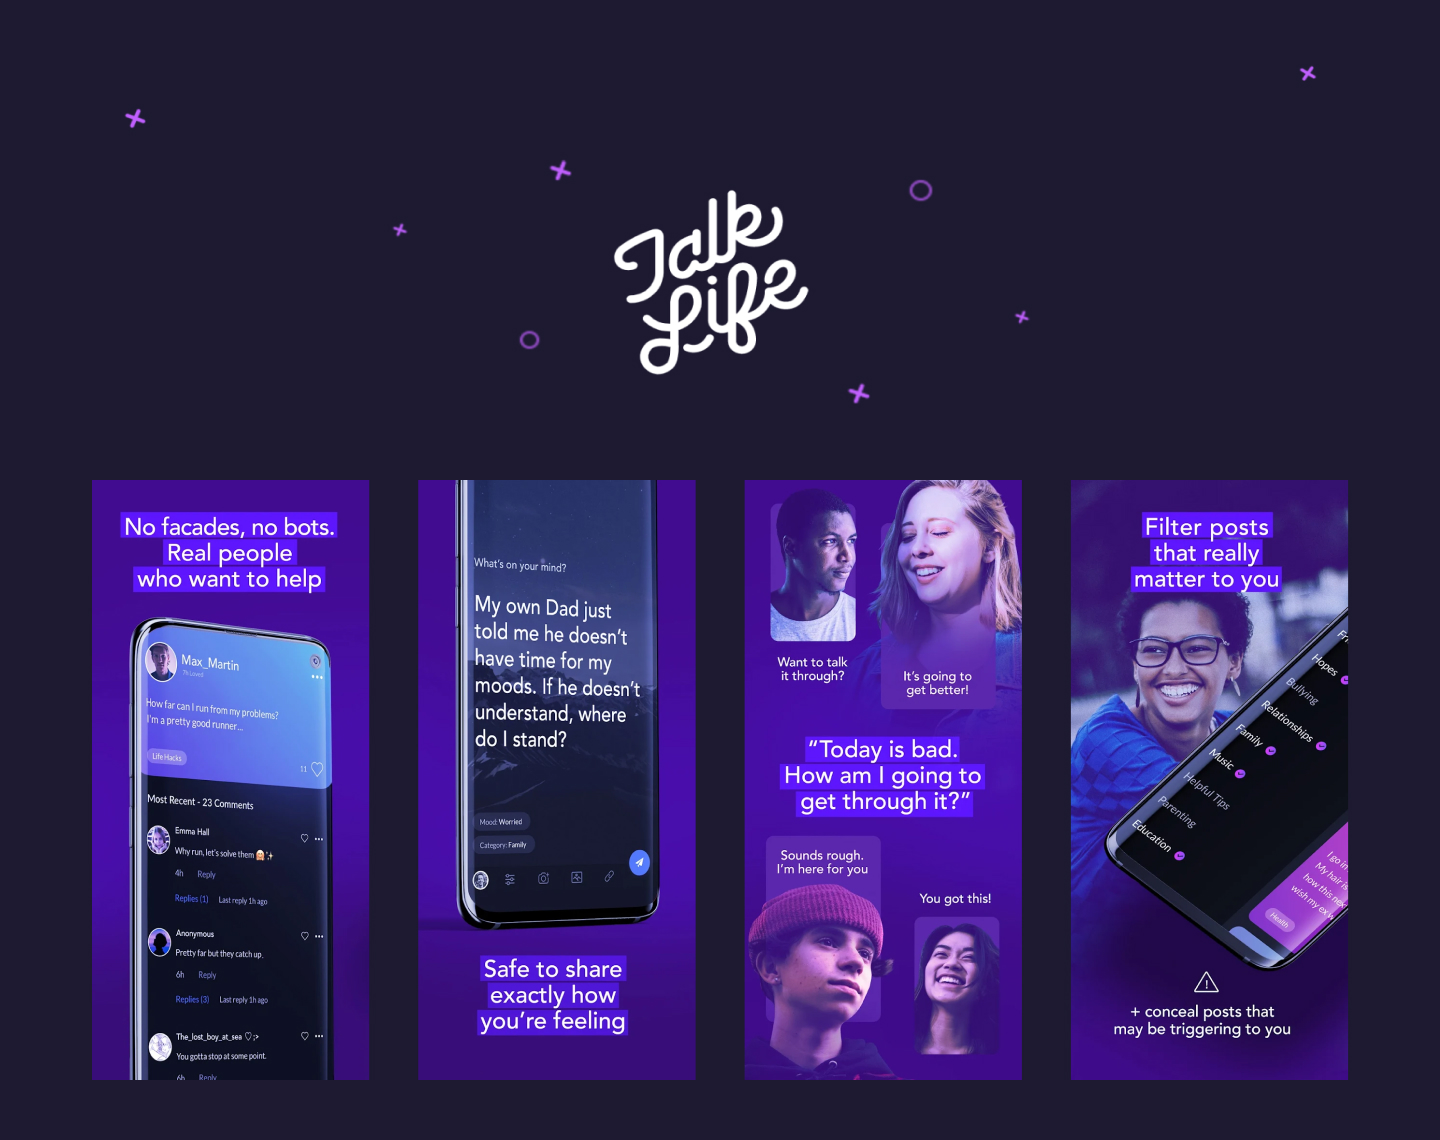 Talk
Life
No facades, no bots.
Real people
who want to help
Max_Martin
How far can I run from my problems?
I'm a pretty good runner...
Life Hacks
11
Most Recent - 23 Comments
Emma Hall
Why run, let's solve them
4h Reply
Replies (1) Last reply 1h ago
Anonymous
Pretty far but they catch up.
6h Reply
Replies (3) Last reply 1h ago
The_lost_boy_at_sea ♡;>
You gotta stop at some point.
6h Reply
What's on your mind?
My own Dad just
told me he doesn't
have time for my
moods. If he doesn't
understand, where
do I stand?
Mood: Worried
Category: Family
Safe to share
exactly how
you're feeling
Want to talk
it through?
It's going to
get better!
"Today is bad.
How am I going to
get through it?"
Sounds rough.
I'm here for you
You got this!
Filter posts
that really
matter to you
Hopes
Bullying
Relationships
Family
Music
Helpful Tips
Parenting
Education
I go in
My hair is
how this nex
wish my ex w
Health
+ conceal posts that
may be triggering to you